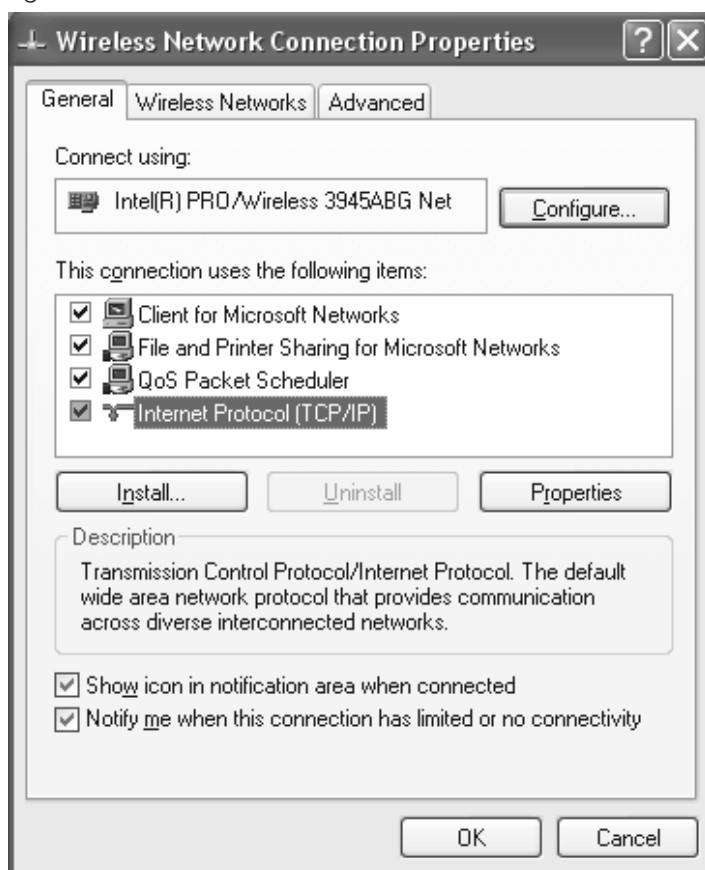 Wireless Network Connection Properties
General Wireless Networks Advanced
Connect using:
Intel(R) PRO/Wireless 3945ABG Net Configure...
This connection uses the following items:
Client for Microsoft Networks
File and Printer Sharing for Microsoft Networks
QoS Packet Scheduler
Internet Protocol (TCP/IP)
Install... Uninstall Properties
Description
Transmission Control Protocol/Internet Protocol. The default
wide area network protocol that provides communication
across diverse interconnected networks.
Show icon in notification area when connected
Notify me when this connection has limited or no connectivity
OK Cancel